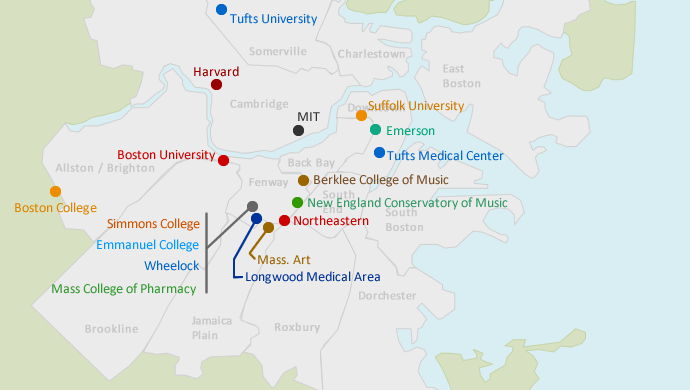 Tufts University
Somerville
Charlestown
East
Boston
Harvard
Cambridge
Downtown
Suffolk University
MIT
Emerson
Boston University
Tufts Medical Center
Back Bay
Allston / Brighton
Fenway
Berklee College of Music
South
End
Boston College
New England Conservatory of Music
South
Boston
Simmons College
Northeastern
Emmanuel College
Mass. Art
Wheelock
Longwood Medical Area
Mass College of Pharmacy
Dorchester
Jamaica
Plain
Brookline
Roxbury